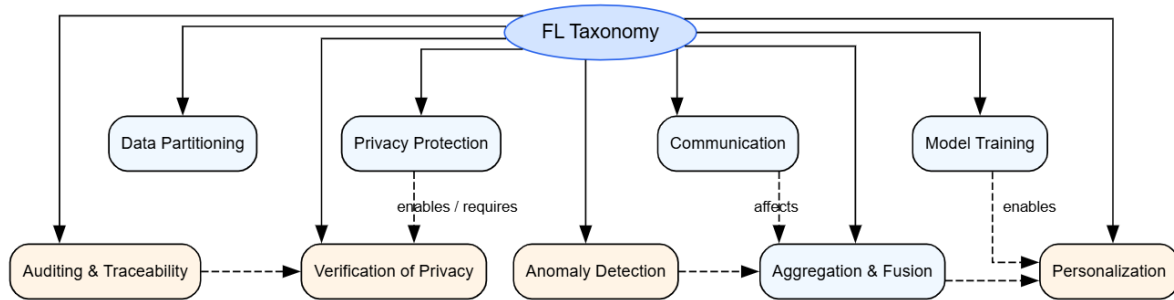 FL Taxonomy
Data Partitioning
Privacy Protection
Communication
Model Training
enables / requires
affects
enables
Auditing & Traceability
Verification of Privacy
Anomaly Detection
Aggregation & Fusion
Personalization